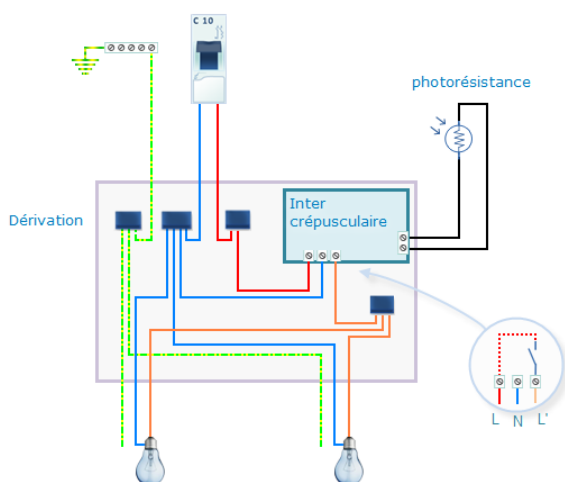 C 10
photorésistance
Inter
crépusculaire
Dérivation
L N L'